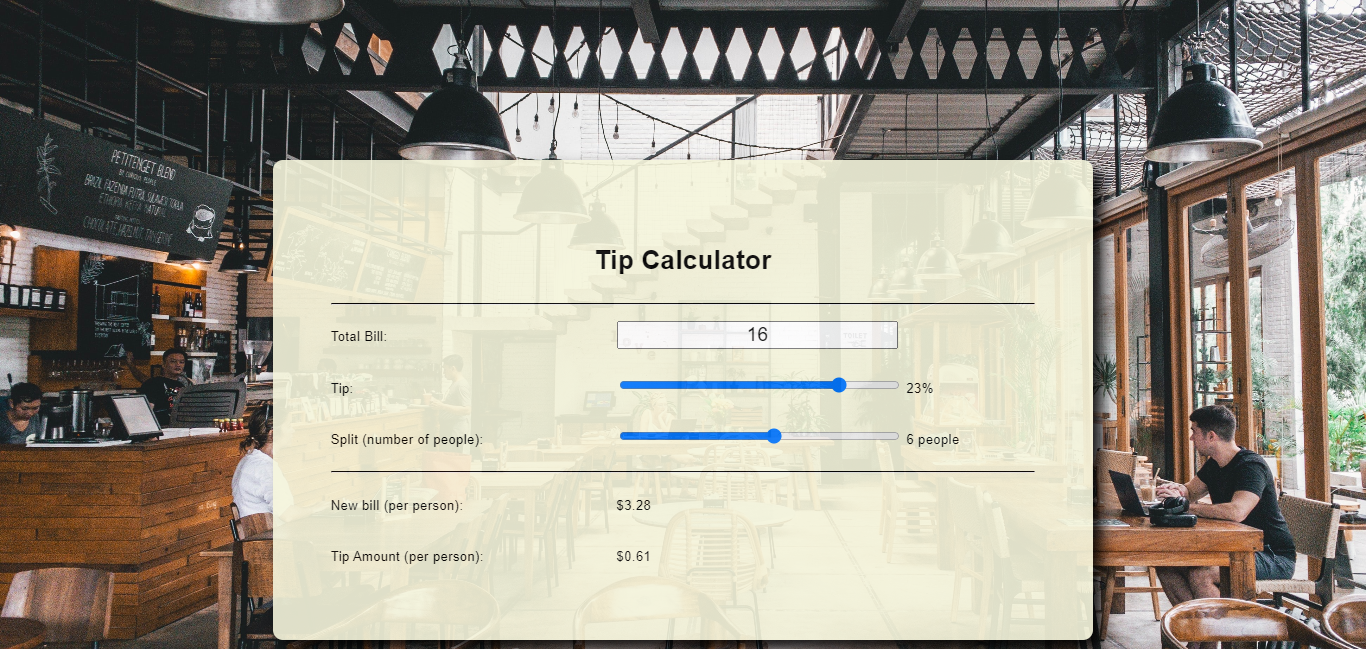 PETITENGET BLEND
Tip Calculator
Total Bill: 16
Tip: 23%
Split (number of people): 6 people
New bill (per person): $3.28
Tip Amount (per person): $0.61